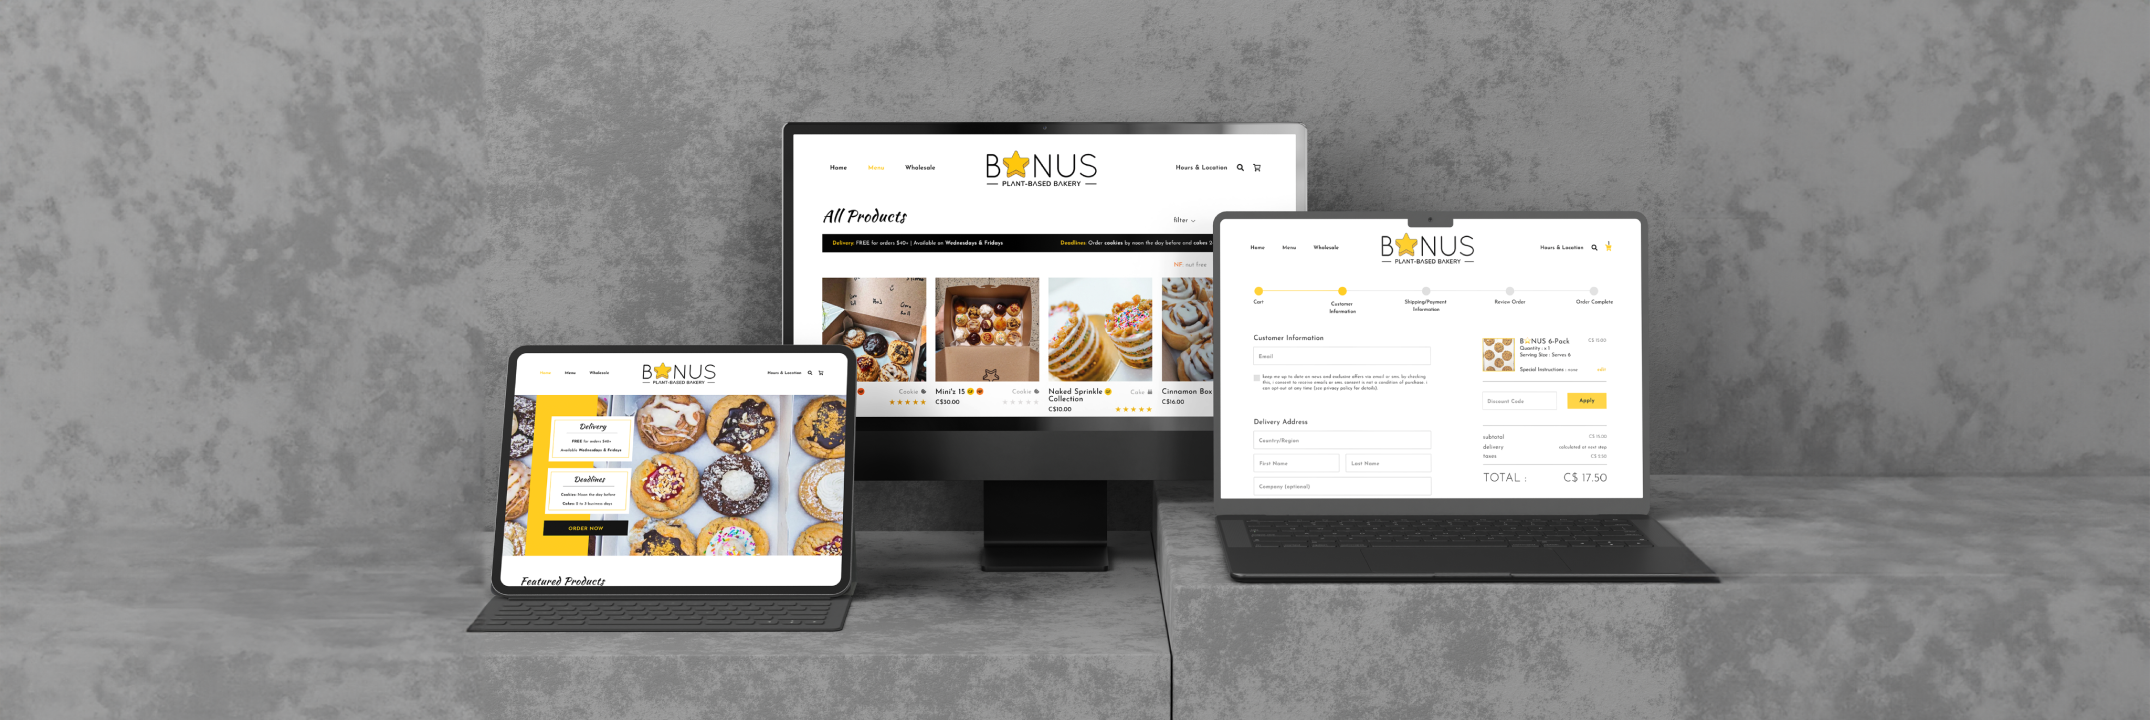 Home Menu Wholesale
BNUS
PLANT-BASED BAKERY
Hours & Location
Delivery
FREE for orders $40+
Available Wednesdays & Fridays
Deadlines
Cookies: Noon the day before
Cakes: 2 to 3 business days
ORDER NOW
Featured Products
Home Menu Wholesale
BNUS
PLANT-BASED BAKERY
Hours & Location
All Products
filter
Delivery: FREE for orders $40+ | Available on Wednesdays & Fridays
Deadlines: Order cookies by noon the day before and cakes 2
NF: nut free
Cookie
Mini's 15
Cookie
C$30.00
Naked Sprinkle
Collection
Cake
C$10.00
Cinnamon Box
C$16.00
Home Menu Wholesale
BNUS
PLANT-BASED BAKERY
Hours & Location
Cart
Customer
Information
Shipping/Payment
Information
Review Order
Order Complete
Customer Information
Email
keep me up to date on news and exclusive offers via email or sms. by checking
this, i consent to receive emails or sms. consent is not a condition of purchase. i
can opt out at any time (see privacy policy for details)
Delivery Address
Country/Region
First Name
Last Name
Company (optional)
BNUS 6-Pack
C$ 15.00
Quantity : x 1
Serving Size : Serves 6
Special Instructions : none
edit
Discount Code
Apply
subtotal C$ 15.00
delivery calculated at next step
taxes C$ 2.50
TOTAL : C$ 17.50